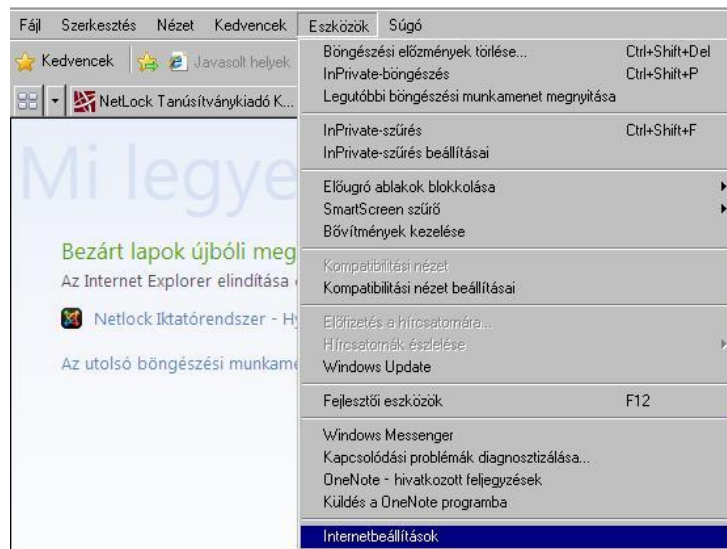 Fájl Szerkesztés Nézet Kedvencek Eszközök Súgó
Kedvencek Javasolt helyek
NetLock Tanúsítványkiadó K...
Mi legye
Bezárt lapok újbóli meg
Az Internet Explorer elindítása
Netlock Iktatórendszer - Hy
Az utolsó böngészési munkame
Böngészési előzmények törlése... Ctrl+Shift+Del
InPrivate-böngészés Ctrl+Shift+P
Legutóbbi böngészési munkamenet megnyitása
InPrivate-szűrés Ctrl+Shift+F
InPrivate-szűrés beállításai
Előugró ablakok blokkolása
SmartScreen szűrő
Bővítmények kezelése
Kompatibilitási nézet
Kompatibilitási nézet beállításai
Előfizetés a hírcsatornára...
Hírcsatornák észlelése
Windows Update
Fejlesztői eszközök F12
Windows Messenger
Kapcsolódási problémák diagnosztizálása...
OneNote - hivatkozott feljegyzések
Küldés a OneNote programba
Internetbeállítások